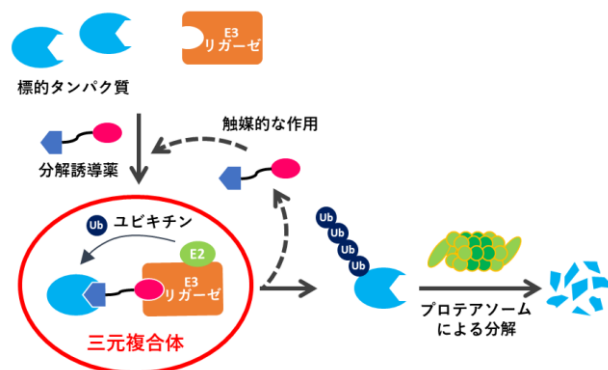 E3
リガーゼ
標的タンパク質
触媒的な作用
分解誘導薬
Ub ユビキチン
E2
E3
リガーゼ
三元複合体
Ub
Ub
Ub
Ub
プロテアソーム
による分解